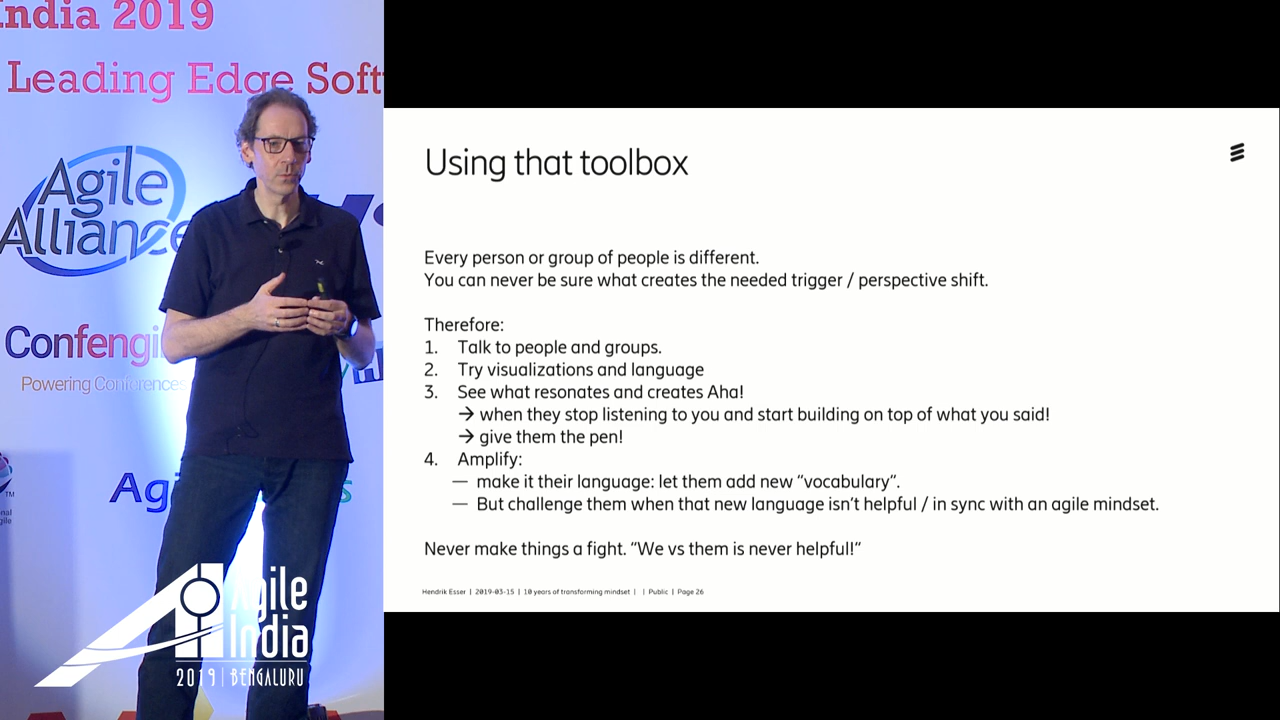 India 2019
Leading Edge Soft
Agile
Alliance
Confengi
Powering Conferences
Using that toolbox
Every person or group of people is different.
You can never be sure what creates the needed trigger / perspective shift.
Therefore:
1. Talk to people and groups.
2. Try visualizations and language
3. See what resonates and creates Aha!
→ when they stop listening to you and start building on top of what you said!
→ give them the pen!
4. Amplify:
— make it their language: let them add new "vocabulary".
— But challenge them when that new language isn't helpful / in sync with an agile mindset.
Never make things a fight. "We vs them is never helpful!"
Hendrik Esser | 2019-03-15 | 10 years of transforming mindset | | Public | Page 26
Agile
India
2019 | BENGALURU